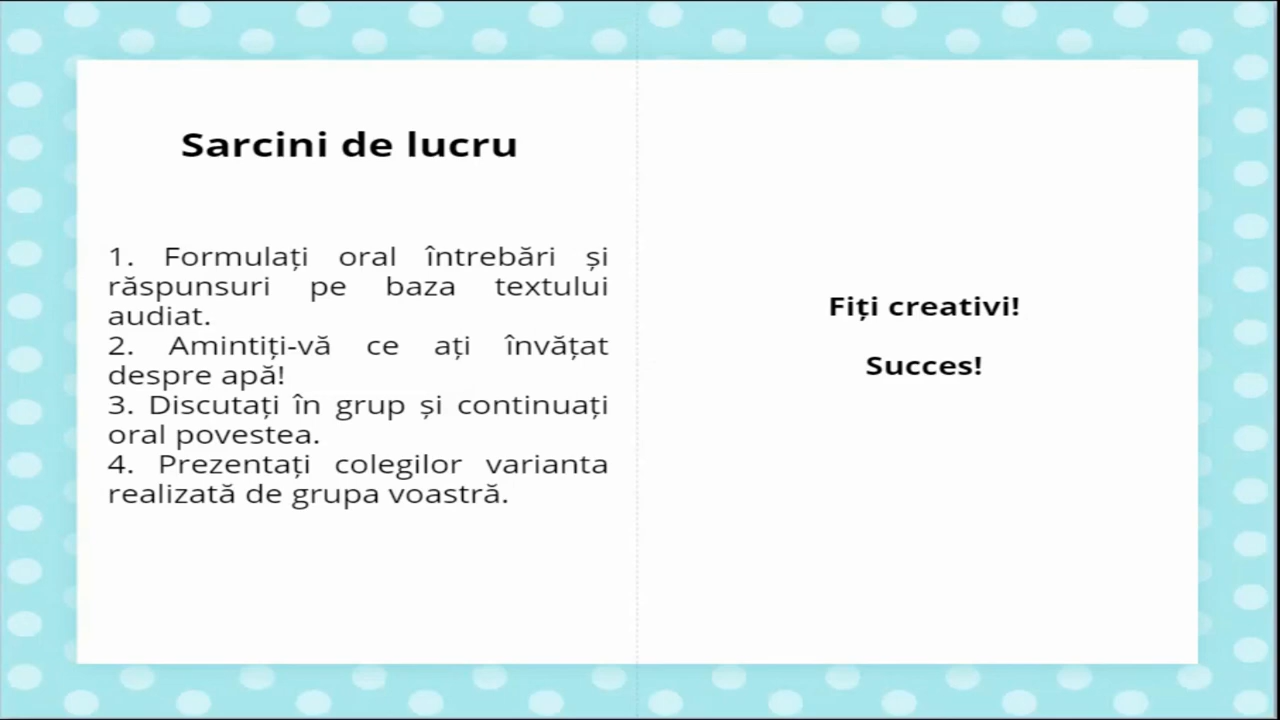 Sarcini de lucru
1. Formulați oral întrebări și
răspunsuri pe baza textului
audiat.
2. Amintiți-vă ce ați învățat
despre apă!
3. Discutați în grup și continuați
oral povestea.
4. Prezentați colegilor varianta
realizată de grupa voastră.
Fiți creativi!
Succes!